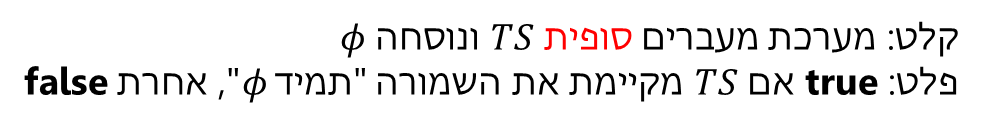 קלט: מערכת מעברים סופית TS ונוסחה ϕ
פלט: true אם TS מקיימת את השמורה "תמיד ϕ", אחרת false